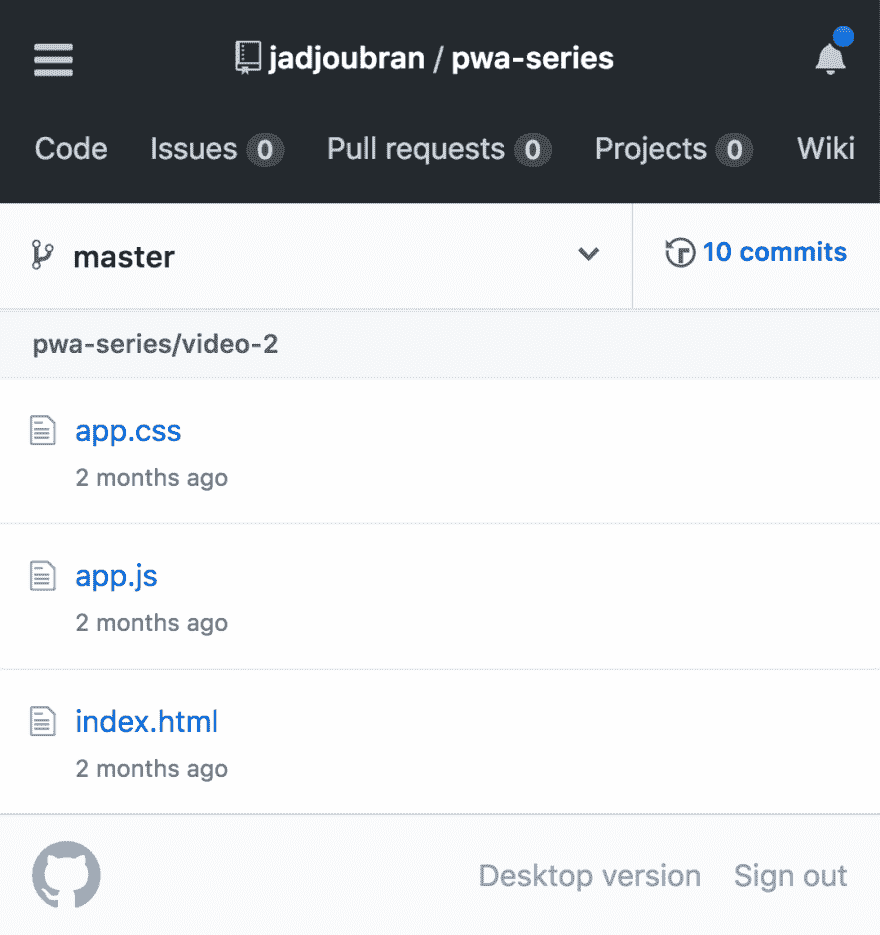 jadjoubran / pwa-series
Code Issues 0 Pull requests 0 Projects 0 Wiki
master 10 commits
pwa-series/video-2
app.css
2 months ago
app.js
2 months ago
index.html
2 months ago
Desktop version Sign out